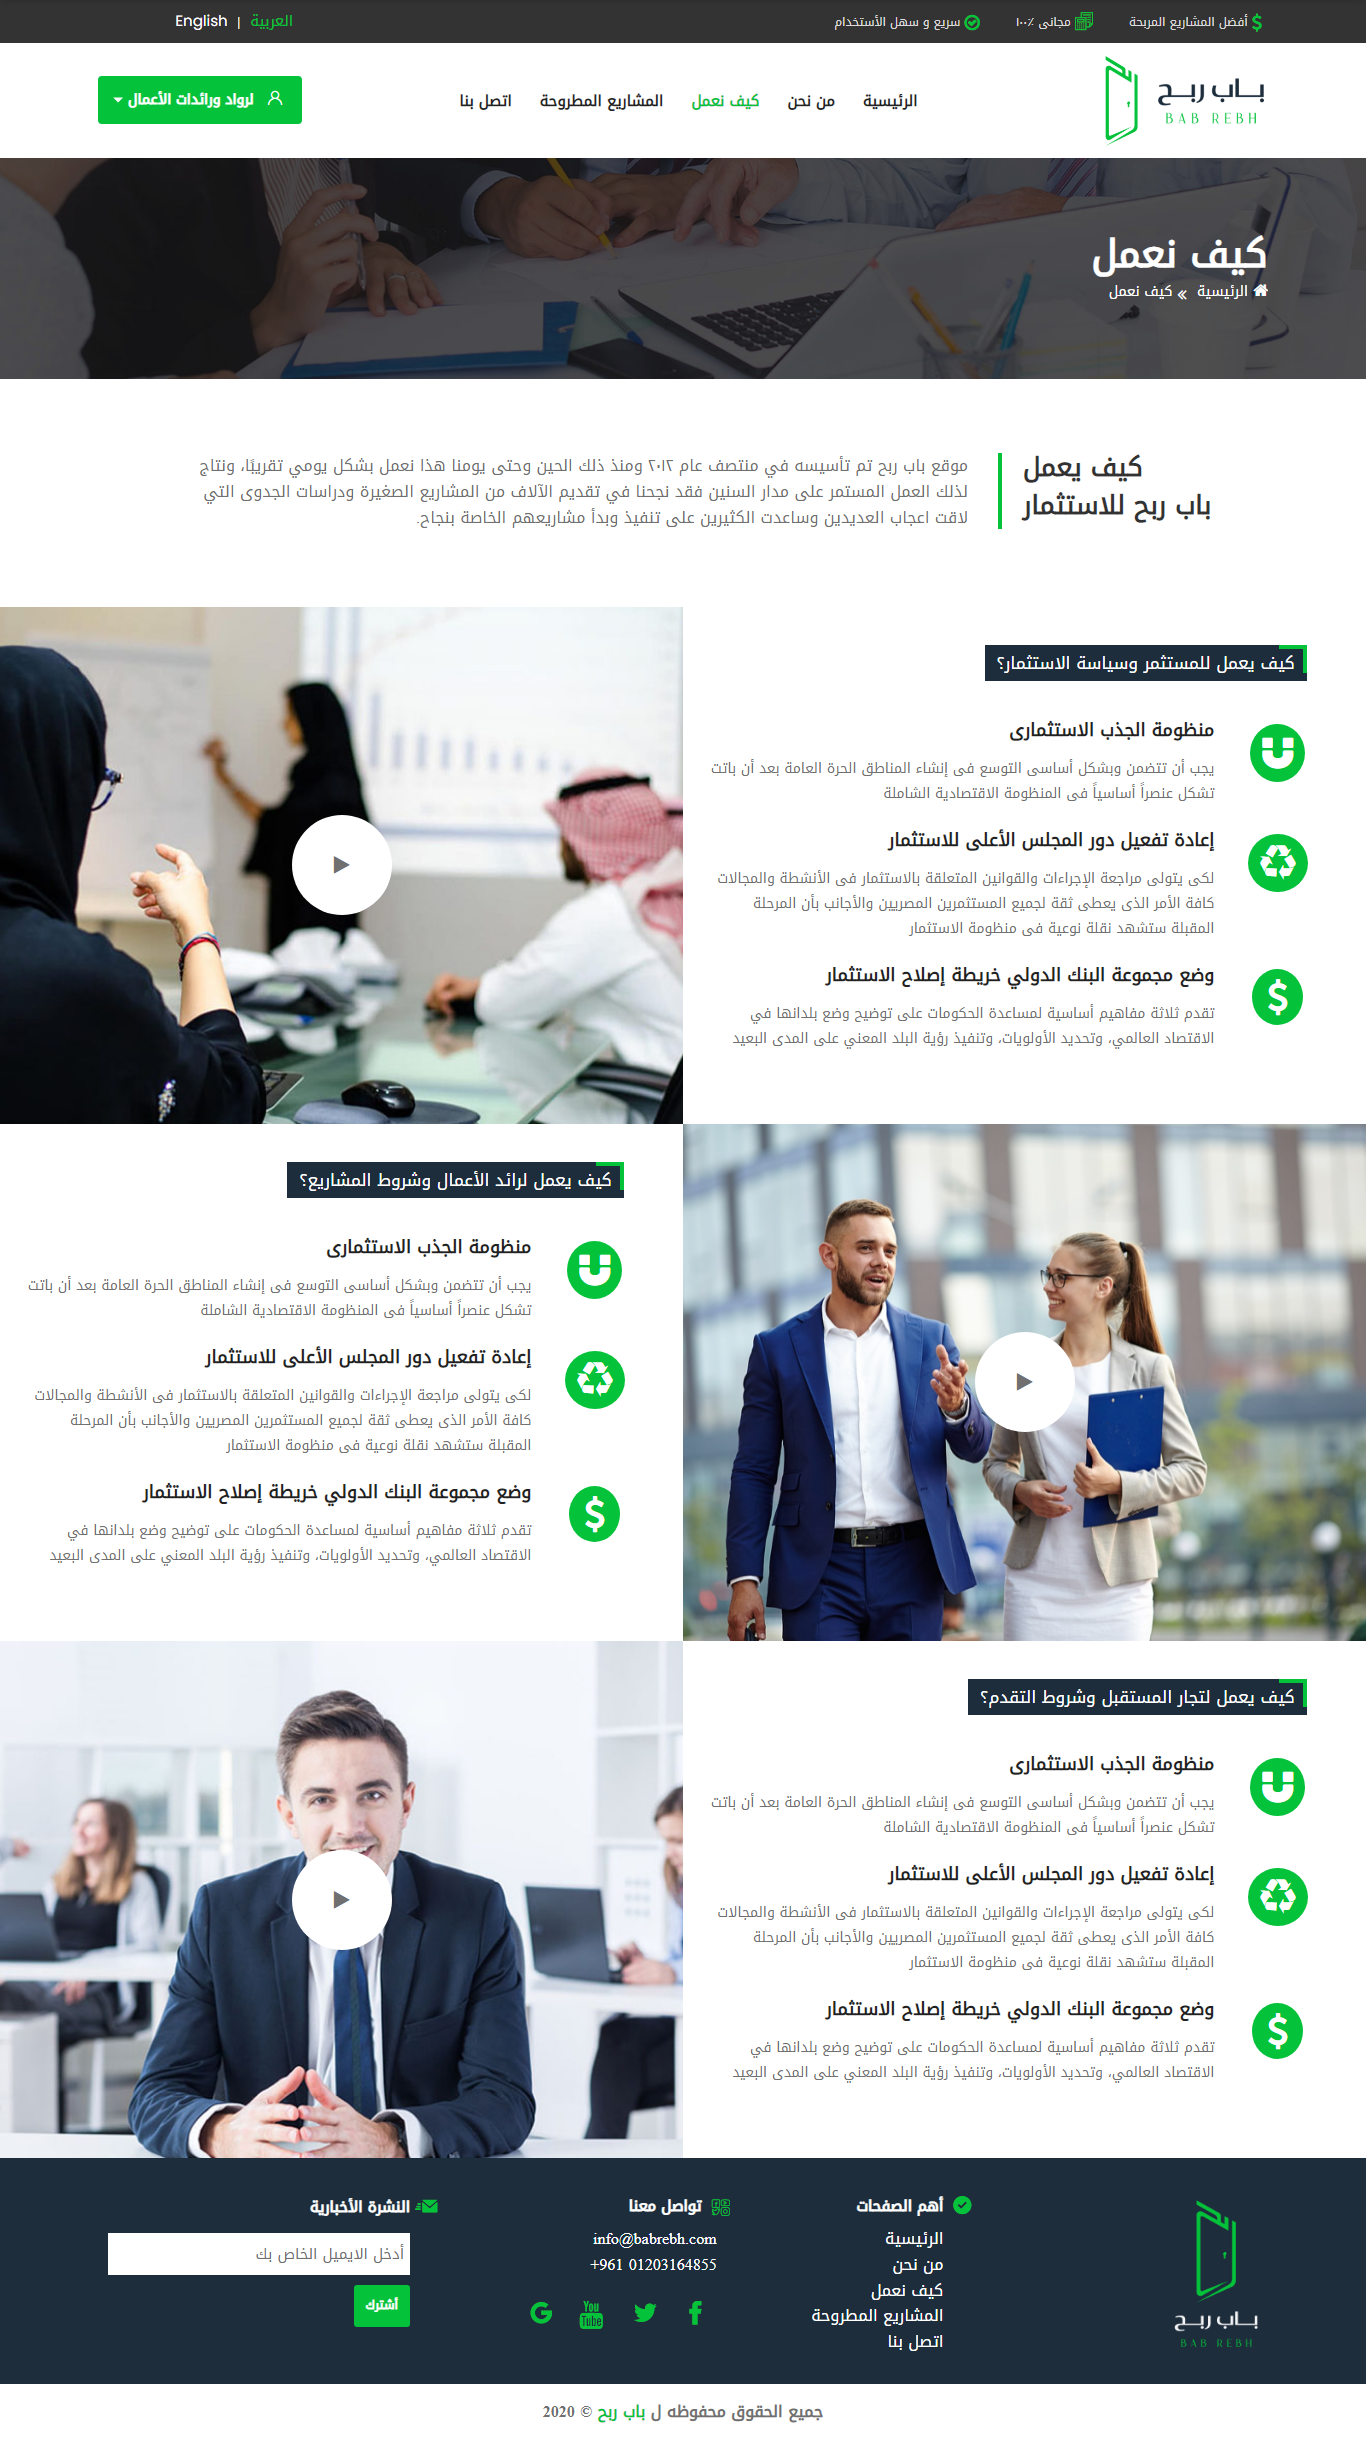 أفضل المشاريع المربحة
مجانى ٪١٠٠
سريع و سهل الأستخدام
العربية | English
بـاب ربـح
BAB REBH
الرئيسية
من نحن
كيف نعمل
المشاريع المطروحة
اتصل بنا
لرواد ورائدات الأعمال
كيف نعمل
الرئيسية » كيف نعمل
كيف يعمل
باب ربح للاستثمار
موقع باب ربح تم تأسيسه في منتصف عام ٢٠١٢ ومنذ ذلك الحين وحتى يومنا هذا نعمل بشكل يومي تقريبًا، ونتاج
لذلك العمل المستمر على مدار السنين فقد نجحنا في تقديم الآلاف من المشاريع الصغيرة ودراسات الجدوى التي
لاقت اعجاب العديدين وساعدت الكثيرين على تنفيذ وبدأ مشاريعهم الخاصة بنجاح.
كيف يعمل للمستثمر وسياسة الاستثمار؟
منظومة الجذب الاستثمارى
يجب أن تتضمن وبشكل أساسى التوسع فى إنشاء المناطق الحرة العامة بعد أن باتت
تشكل عنصراً أساسياً فى المنظومة الاقتصادية الشاملة
إعادة تفعيل دور المجلس الأعلى للاستثمار
لكى يتولى مراجعة الإجراءات والقوانين المتعلقة بالاستثمار فى الأنشطة والمجالات
كافة الأمر الذى يعطى ثقة لجميع المستثمرين المصريين والأجانب بأن المرحلة
المقبلة ستشهد نقلة نوعية فى منظومة الاستثمار
وضع مجموعة البنك الدولي خريطة إصلاح الاستثمار
تقدم ثلاثة مفاهيم أساسية لمساعدة الحكومات على توضيح وضع بلدانها في
الاقتصاد العالمي، وتحديد الأولويات، وتنفيذ رؤية البلد المعني على المدى البعيد
كيف يعمل لرائد الأعمال وشروط المشاريع؟
منظومة الجذب الاستثمارى
يجب أن تتضمن وبشكل أساسى التوسع فى إنشاء المناطق الحرة العامة بعد أن باتت
تشكل عنصراً أساسياً فى المنظومة الاقتصادية الشاملة
إعادة تفعيل دور المجلس الأعلى للاستثمار
لكى يتولى مراجعة الإجراءات والقوانين المتعلقة بالاستثمار فى الأنشطة والمجالات
كافة الأمر الذى يعطى ثقة لجميع المستثمرين المصريين والأجانب بأن المرحلة
المقبلة ستشهد نقلة نوعية فى منظومة الاستثمار
وضع مجموعة البنك الدولي خريطة إصلاح الاستثمار
تقدم ثلاثة مفاهيم أساسية لمساعدة الحكومات على توضيح وضع بلدانها في
الاقتصاد العالمي، وتحديد الأولويات، وتنفيذ رؤية البلد المعني على المدى البعيد
كيف يعمل لتجار المستقبل وشروط التقدم؟
منظومة الجذب الاستثمارى
يجب أن تتضمن وبشكل أساسى التوسع فى إنشاء المناطق الحرة العامة بعد أن باتت
تشكل عنصراً أساسياً فى المنظومة الاقتصادية الشاملة
إعادة تفعيل دور المجلس الأعلى للاستثمار
لكى يتولى مراجعة الإجراءات والقوانين المتعلقة بالاستثمار فى الأنشطة والمجالات
كافة الأمر الذى يعطى ثقة لجميع المستثمرين المصريين والأجانب بأن المرحلة
المقبلة ستشهد نقلة نوعية فى منظومة الاستثمار
وضع مجموعة البنك الدولي خريطة إصلاح الاستثمار
تقدم ثلاثة مفاهيم أساسية لمساعدة الحكومات على توضيح وضع بلدانها في
الاقتصاد العالمي، وتحديد الأولويات، وتنفيذ رؤية البلد المعني على المدى البعيد
بـاب ربـح
BAB REBH
أهم الصفحات
الرئيسية
من نحن
كيف نعمل
المشاريع المطروحة
اتصل بنا
تواصل معنا
info@babrebh.com
+961 01203164855
You
Tube
النشرة الأخبارية
أدخل الايميل الخاص بك
أشترك
جميع الحقوق محفوظه ل باب ربح © 2020